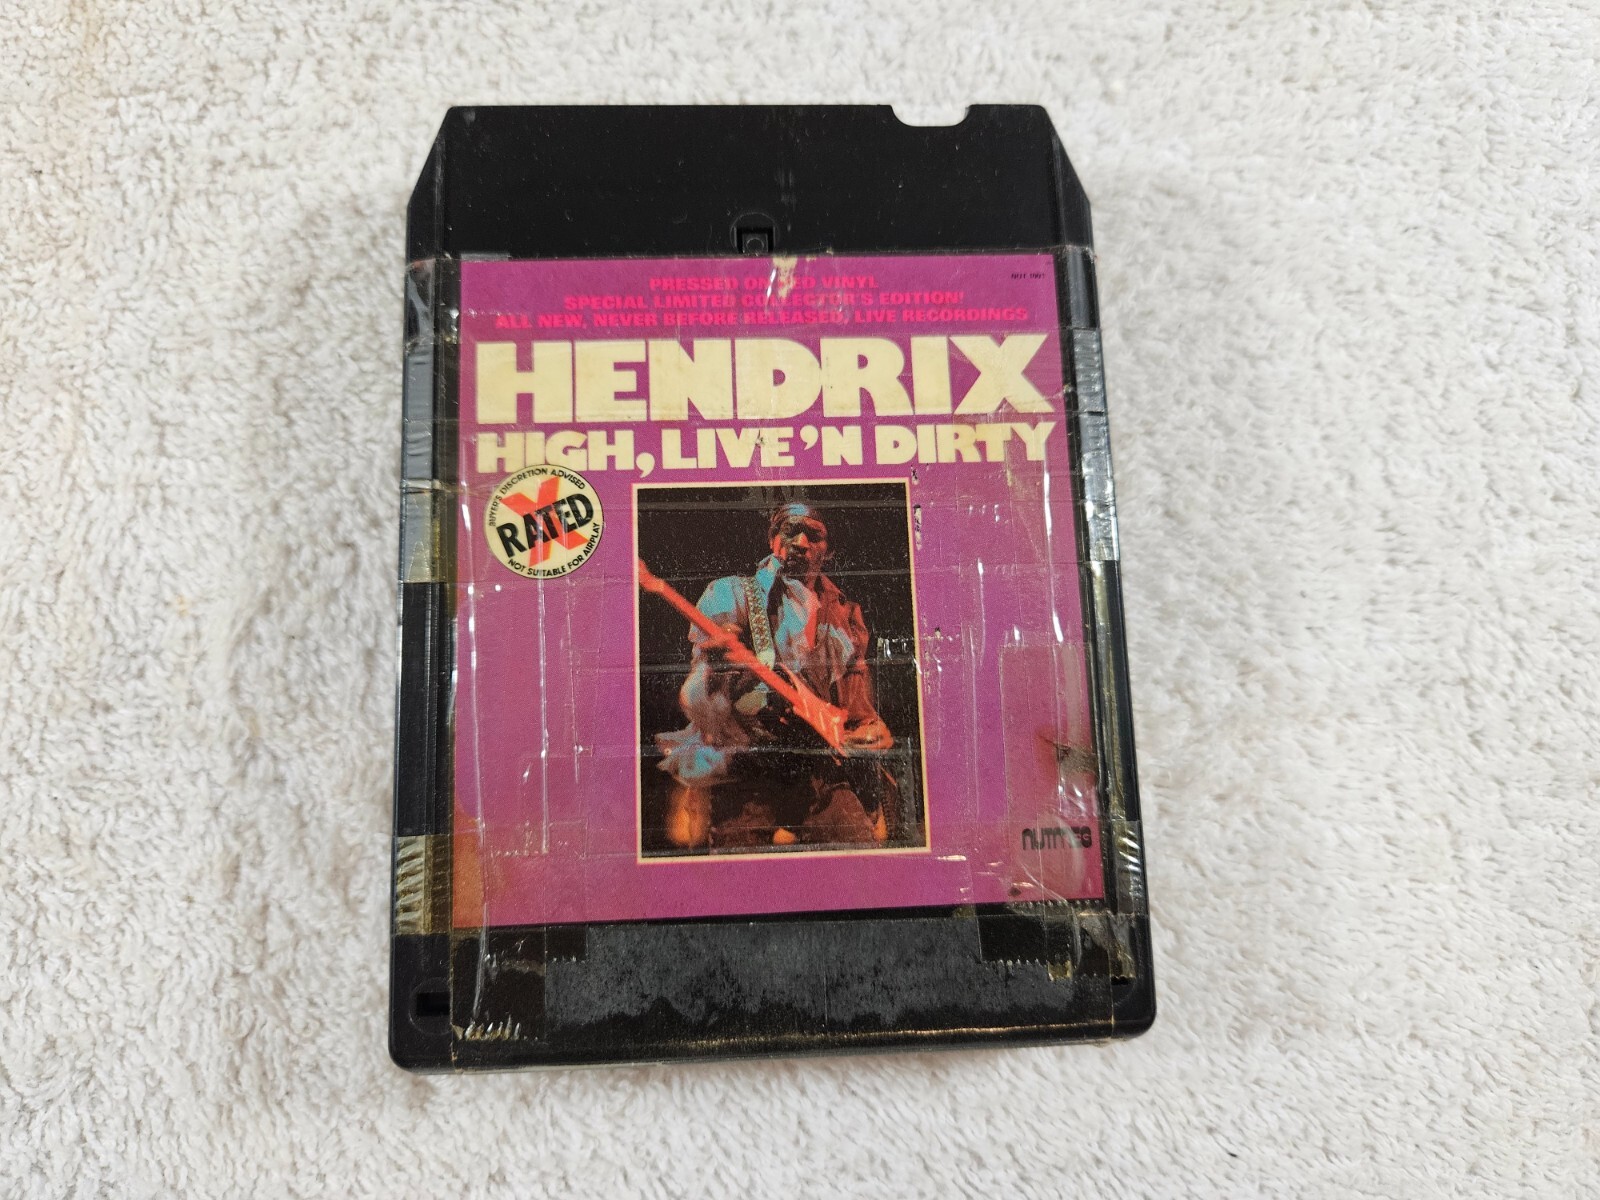 PRESSED ON RED VINYL
SPECIAL LIMITED COLLECTOR'S EDITION!
ALL NEW, NEVER BEFORE RELEASED, LIVE RECORDINGS
HENDRIX
HIGH, LIVE 'N DIRTY
BUYER'S DISCRETION ADVISED
X
RATED
NOT SUITABLE FOR AIRPLAY
NUTMEG